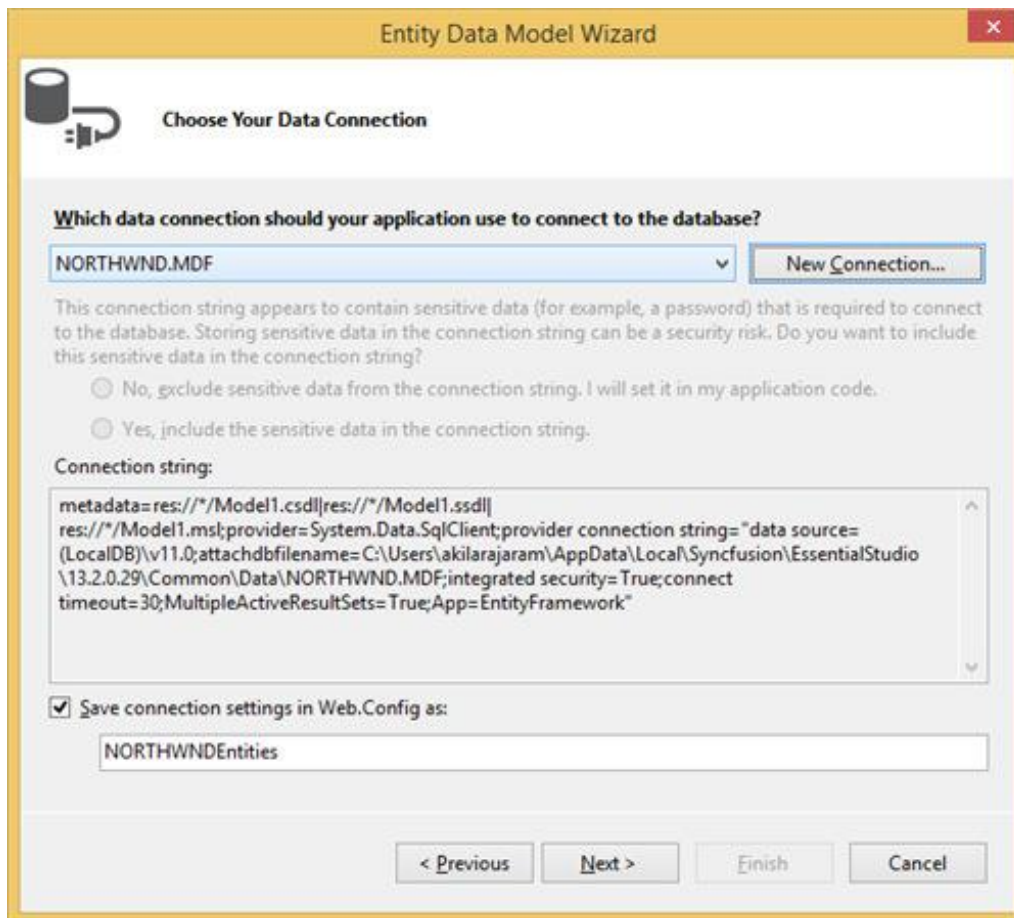 Entity Data Model Wizard
Choose Your Data Connection
Which data connection should your application use to connect to the database?
NORTHWND.MDF
New Connection...
This connection string appears to contain sensitive data (for example, a password) that is required to connect
to the database. Storing sensitive data in the connection string can be a security risk. Do you want to include
this sensitive data in the connection string?
No, exclude sensitive data from the connection string. I will set it in my application code.
Yes, include the sensitive data in the connection string.
Connection string:
metadata=res://*/Model1.csdl|res://*/Model1.ssdl|
res://*/Model1.msl;provider=System.Data.SqlClient;provider connection string="data source=
(LocalDB)\v11.0;attachdbfilename=C:\Users\akilarajaram\AppData\Local\Syncfusion\EssentialStudio
\13.2.0.29\Common\Data\NORTHWND.MDF;integrated security=True;connect
timeout=30;MultipleActiveResultSets=True;App=EntityFramework"
Save connection settings in Web.Config as:
NORTHWNDEntities
< Previous
Next >
Finish
Cancel